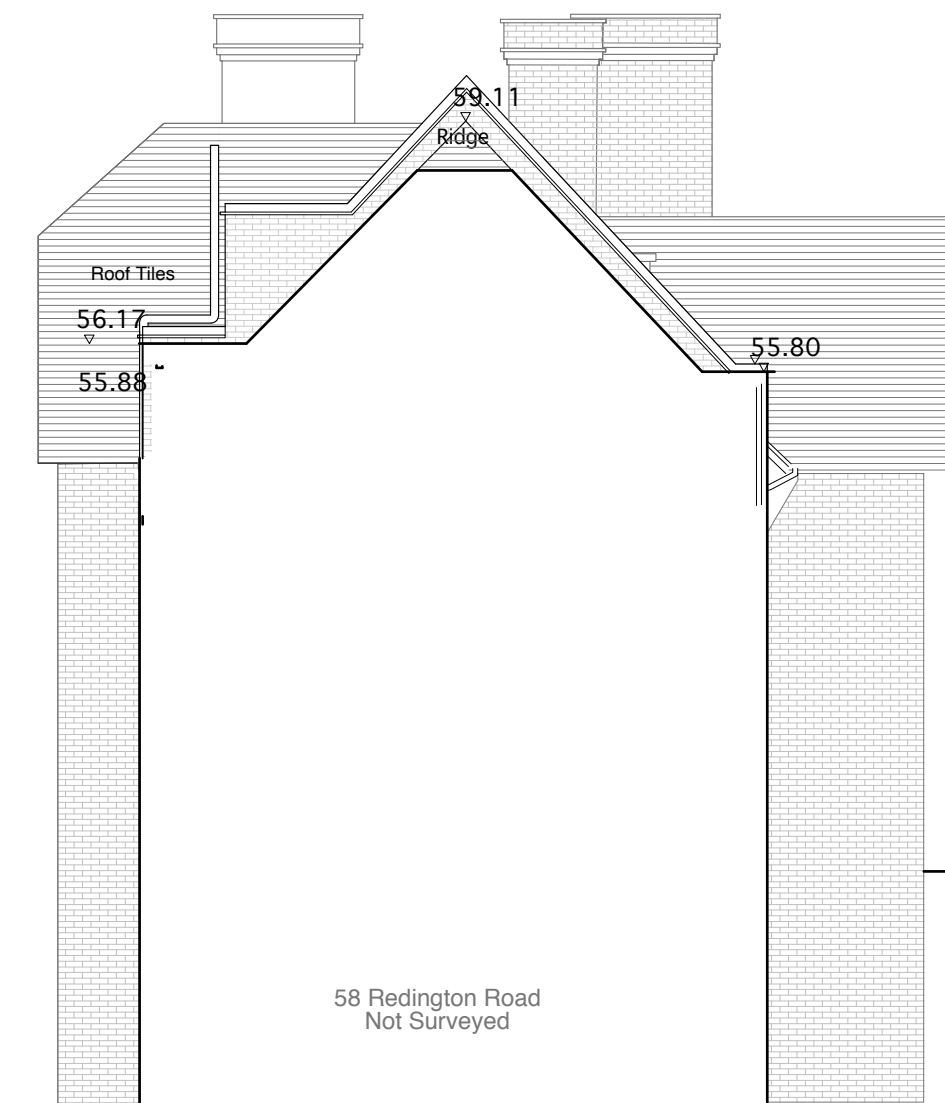 59.11
Ridge
Roof Tiles
56.17
55.80
55.88
58 Redington Road
Not Surveyed